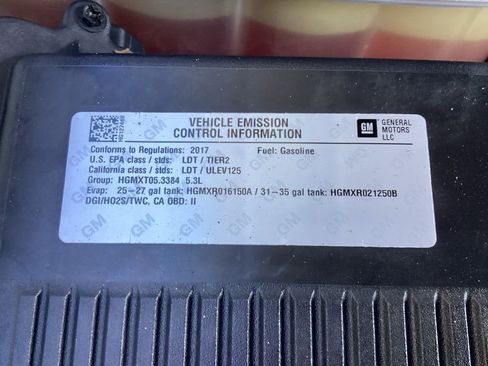 VEHICLE EMISSION
CONTROL INFORMATION
GM GENERAL
MOTORS
LLC
Conforms to Regulations: 2017 Fuel: Gasoline
U.S. EPA class / stds: LDT / TIER2
California class / stds: LDT / ULEV125
Group: HGMXT05.3384 5.3L
Evap: 25-27 gal tank: HGMXR016150A / 31-35 gal tank: HGMXR021250B
DGI/HO2S/TWC, CA OBD: II